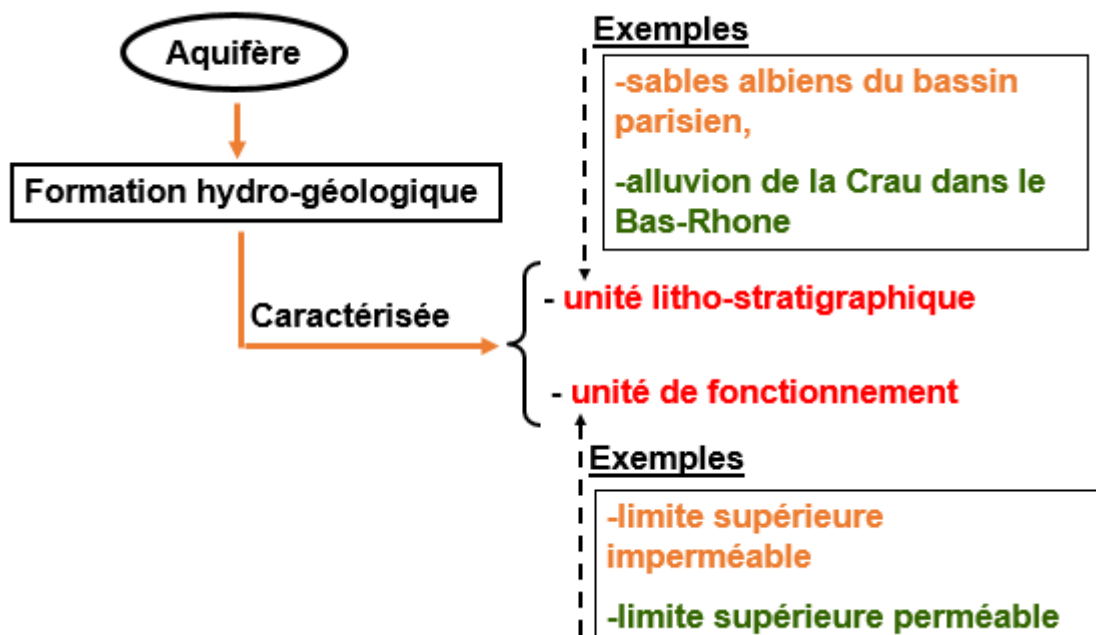 Aquifère
Formation hydro-géologique
Caractérisée
Exemples
-sables albiens du bassin
parisien,
-alluvion de la Crau dans le
Bas-Rhone
- unité litho-stratigraphique
- unité de fonctionnement
Exemples
-limite supérieure
imperméable
-limite supérieure perméable